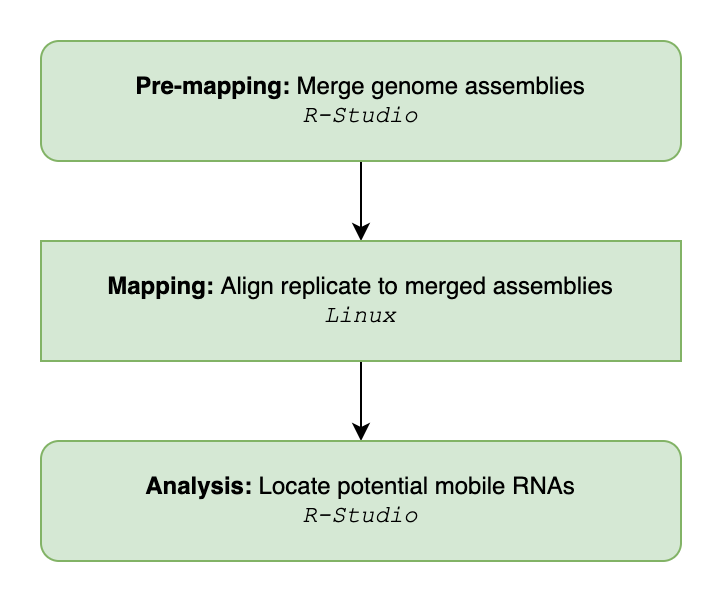 Pre-mapping: Merge genome assemblies
R-Studio
Mapping: Align replicate to merged assemblies
Linux
Analysis: Locate potential mobile RNAs
R-Studio